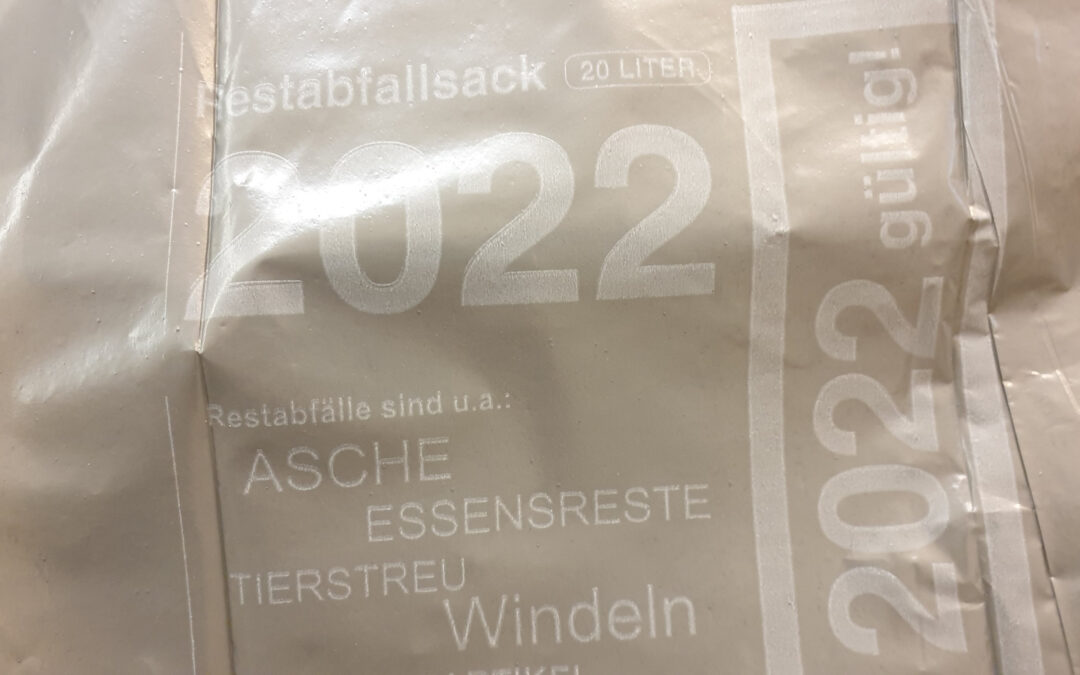 Restabfallsack 20 LITER
2022
Restabfälle sind u.a.:
ASCHE
ESSENSRESTE
TIERSTREU
Windeln
2022 gültig!